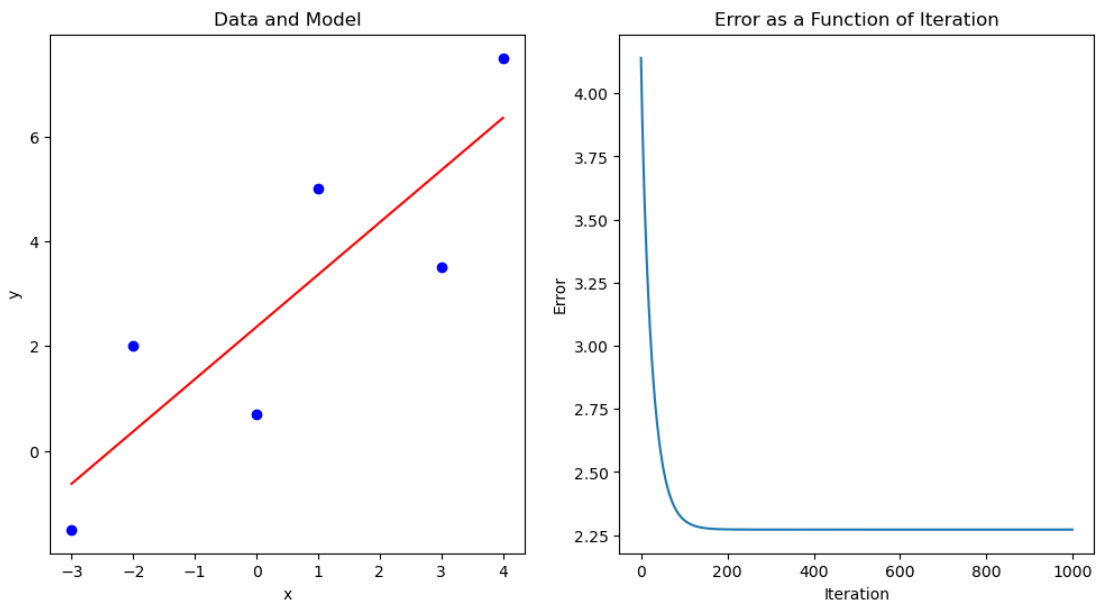 Data and Model
6
4
2
0
y
−3 −2 −1 0 1 2 3 4
x
Error as a Function of Iteration
4.00
3.75
3.50
3.25
3.00
2.75
2.50
2.25
Error
0 200 400 600 800 1000
Iteration